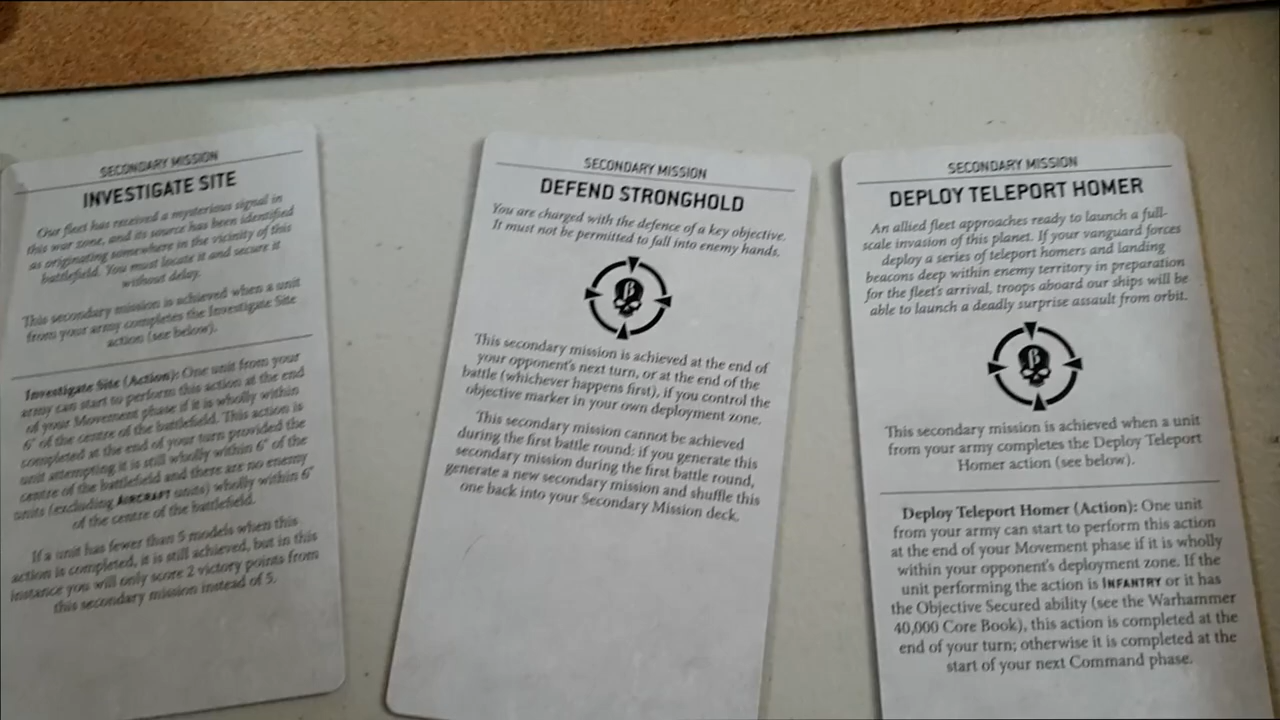 SECONDARY MISSION
INVESTIGATE SITE
Our fleet has received a mysterious signal in
this war zone, and its source has been identified
as originating somewhere in the vicinity of this
battlefield. You must locate it and secure it
without delay.
This secondary mission is achieved when a unit
from your army completes the Investigate Site
action (see below).
Investigate Site (Action): One unit from your
army can start to perform this action at the end
of your Movement phase if it is wholly within
6" of the centre of the battlefield. This action is
completed at the end of your turn provided the
unit attempting it is still wholly within 6" of the
centre of the battlefield and there are no enemy
units (excluding AIRCRAFT units) wholly within 6"
of the centre of the battlefield.
If a unit has fewer than 5 models when this
action is completed, it is still achieved, but in this
instance you will only score 2 victory points from
this secondary mission instead of 5.
SECONDARY MISSION
DEFEND STRONGHOLD
You are charged with the defence of a key objective.
It must not be permitted to fall into enemy hands.
This secondary mission is achieved at the end of
your opponent's next turn, or at the end of the
battle (whichever happens first), if you control the
objective marker in your own deployment zone.
This secondary mission cannot be achieved
during the first battle round: if you generate this
secondary mission during the first battle round,
generate a new secondary mission and shuffle this
one back into your Secondary Mission deck.
SECONDARY MISSION
DEPLOY TELEPORT HOMER
An allied fleet approaches ready to launch a full-
scale invasion of this planet. If your vanguard forces
deploy a series of teleport homers and landing
beacons deep within enemy territory in preparation
for the fleet's arrival, troops aboard our ships will be
able to launch a deadly surprise assault from orbit.
This secondary mission is achieved when a unit
from your army completes the Deploy Teleport
Homer action (see below).
Deploy Teleport Homer (Action): One unit
from your army can start to perform this action
at the end of your Movement phase if it is wholly
within your opponent's deployment zone. If the
unit performing the action is INFANTRY or it has
the Objective Secured ability (see the Warhammer
40,000 Core Book), this action is completed at the
end of your turn; otherwise it is completed at the
start of your next Command phase.